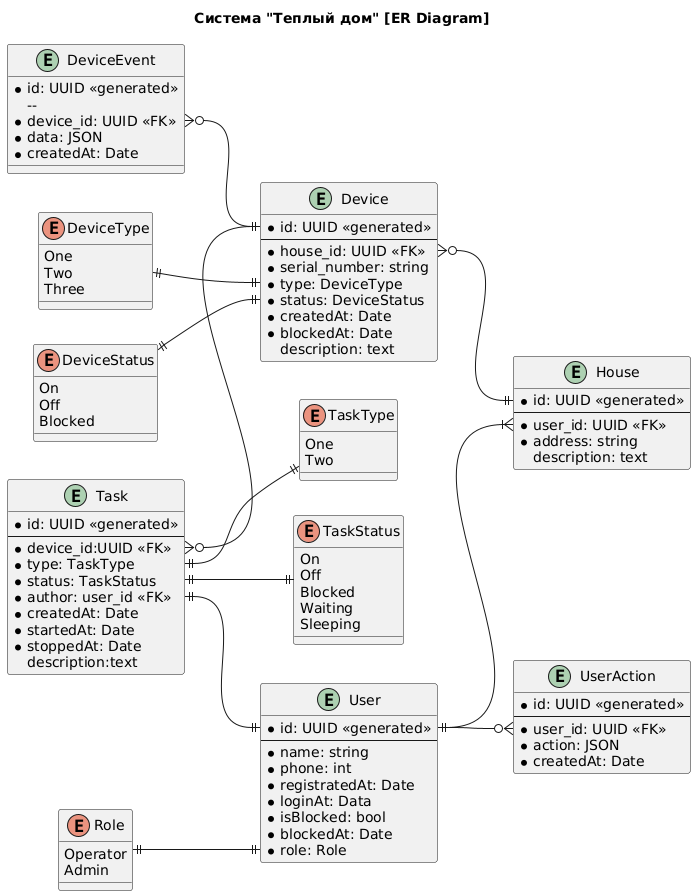 Система "Теплый дом" [ER Diagram]
E DeviceEvent
id: UUID «generated»
--
device_id: UUID «FK»
data: JSON
createdAt: Date
E Device
id: UUID «generated»
house_id: UUID «FK»
serial_number: string
type: DeviceType
status: DeviceStatus
createdAt: Date
blockedAt: Date
description: text
E DeviceType
One
Two
Three
E DeviceStatus
On
Off
Blocked
E House
id: UUID «generated»
user_id: UUID «FK»
address: string
description: text
E TaskType
One
Two
E Task
id: UUID «generated»
device_id:UUID «FK»
type: TaskType
status: TaskStatus
author: user_id «FK»
createdAt: Date
startedAt: Date
stoppedAt: Date
description:text
E TaskStatus
On
Off
Blocked
Waiting
Sleeping
E User
id: UUID «generated»
name: string
phone: int
registratedAt: Date
loginAt: Data
isBlocked: bool
blockedAt: Date
role: Role
E UserAction
id: UUID «generated»
user_id: UUID «FK»
action: JSON
createdAt: Date
E Role
Operator
Admin